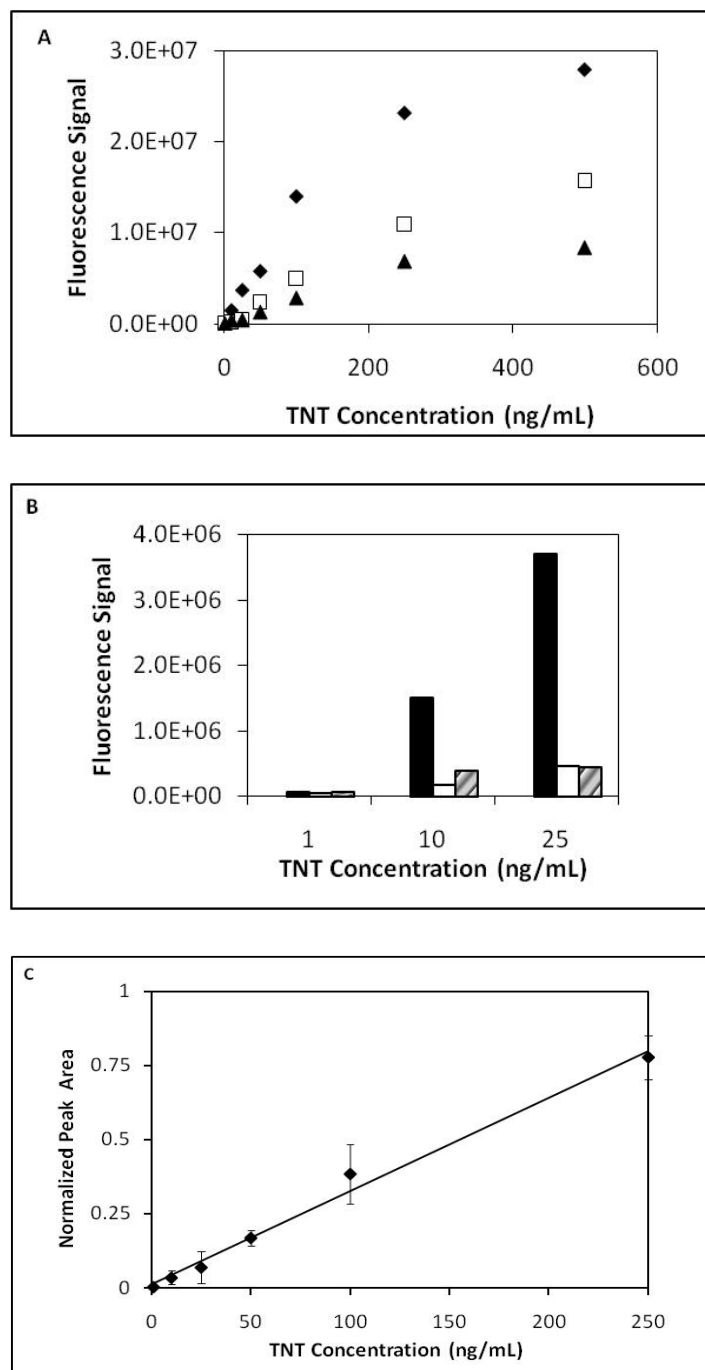 A
Fluorescence Signal
3.0E+07
2.0E+07
1.0E+07
0.0E+00
0 200 400 600
TNT Concentration (ng/mL)
B
Fluorescence Signal
4.0E+06
3.0E+06
2.0E+06
1.0E+06
0.0E+00
1 10 25
TNT Concentration (ng/mL)
C
Normalized Peak Area
1
0.75
0.5
0.25
0
0 50 100 150 200 250
TNT Concentration (ng/mL)